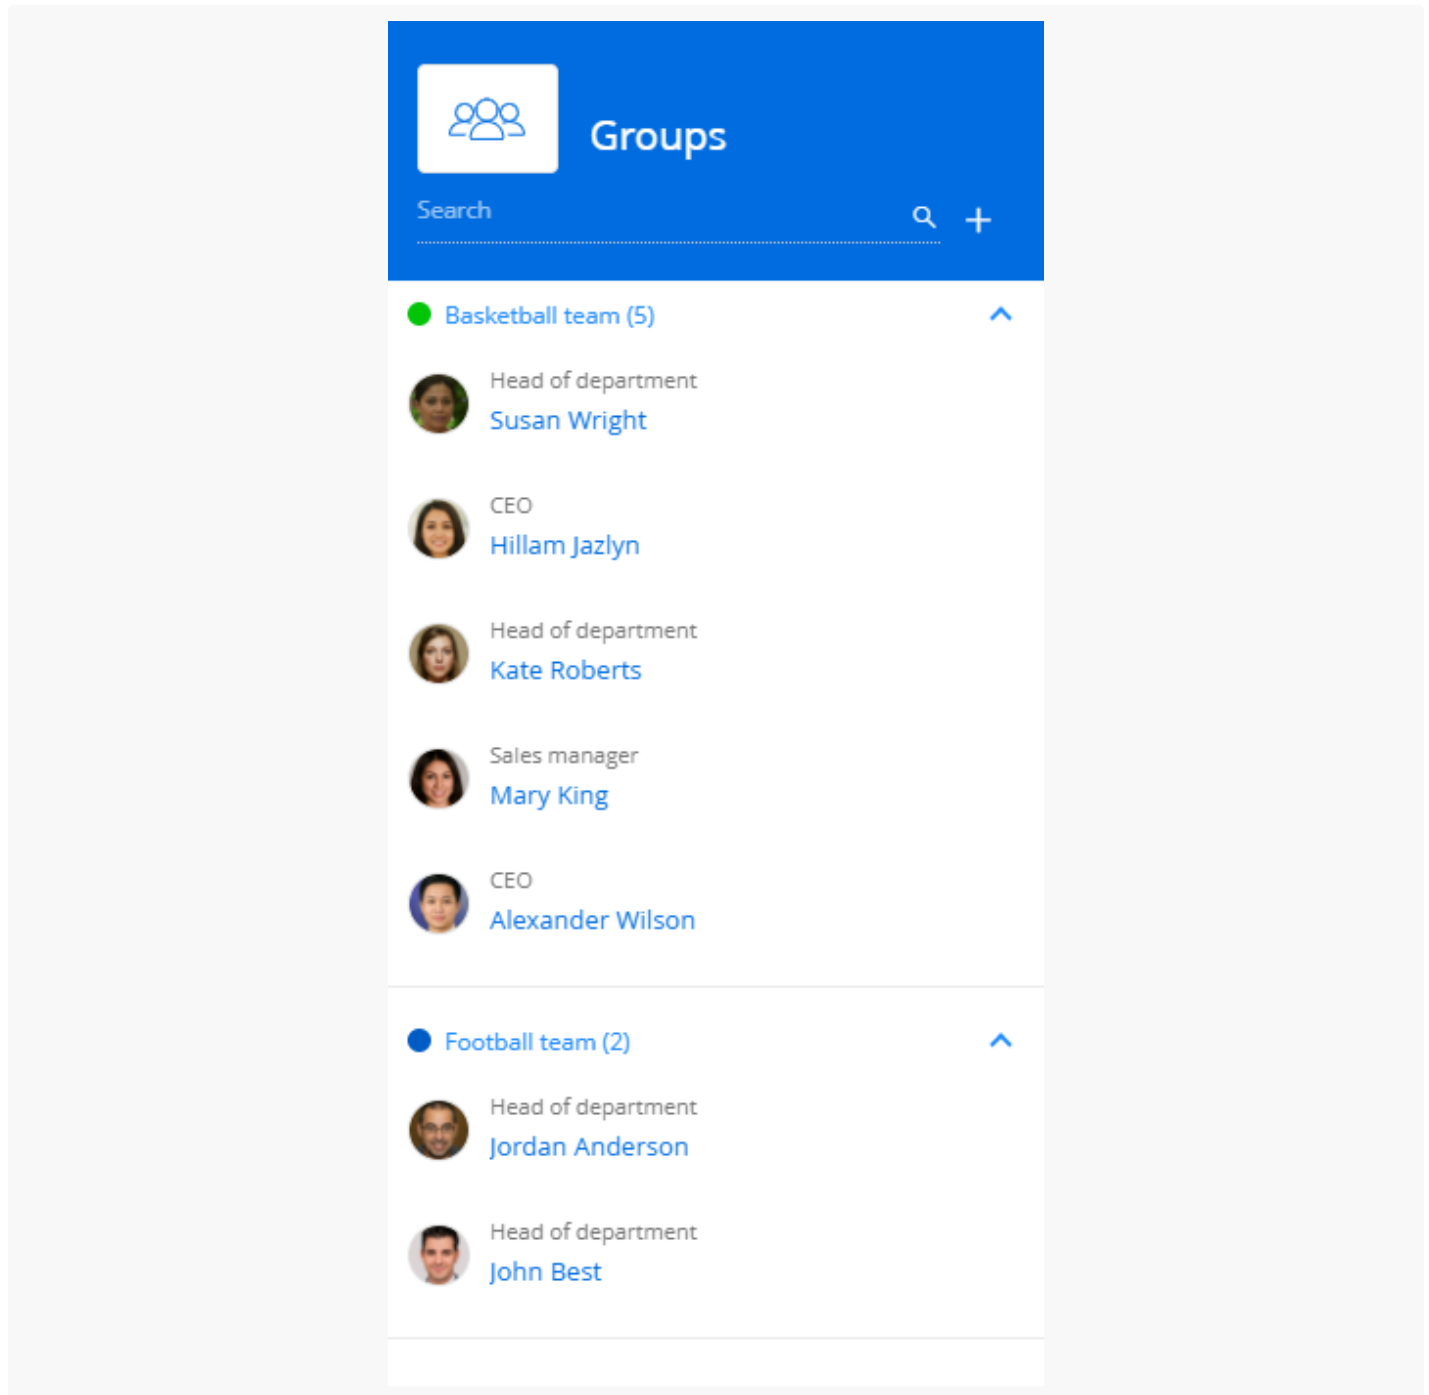 Groups
Search
Basketball team (5)
Head of department
Susan Wright
CEO
Hillam Jazlyn
Head of department
Kate Roberts
Sales manager
Mary King
CEO
Alexander Wilson
Football team (2)
Head of department
Jordan Anderson
Head of department
John Best